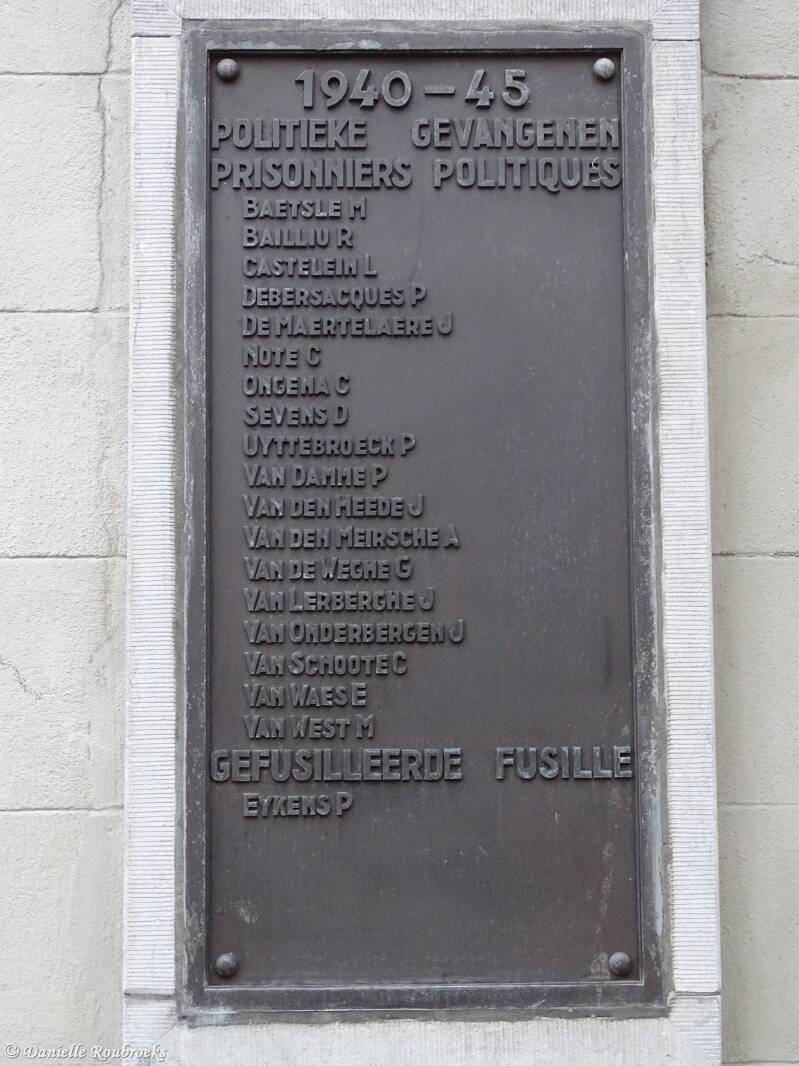 1940 – 45
POLITIEKE GEVANGENEN
PRISONNIERS POLITIQUES
BAETSLE M
BAILLIU R
CASTELEIN L
DEBERSACQUES P
DE MAERTELAERE J
NOTE C
ONGENA C
SEVENS D
UYTTEBROECK P
VAN DAMME P
VAN DEN HEEDE J
VAN DEN MEIRSCHE A
VAN DE WEGHE G
VAN LERBERGHE J
VAN ONDERBERGEN J
VAN SCHOOTE C
VAN WAES E
VAN WEST M
GEFUSILLEERDE FUSILLE
EYKENS P
© Danielle Roubroeks